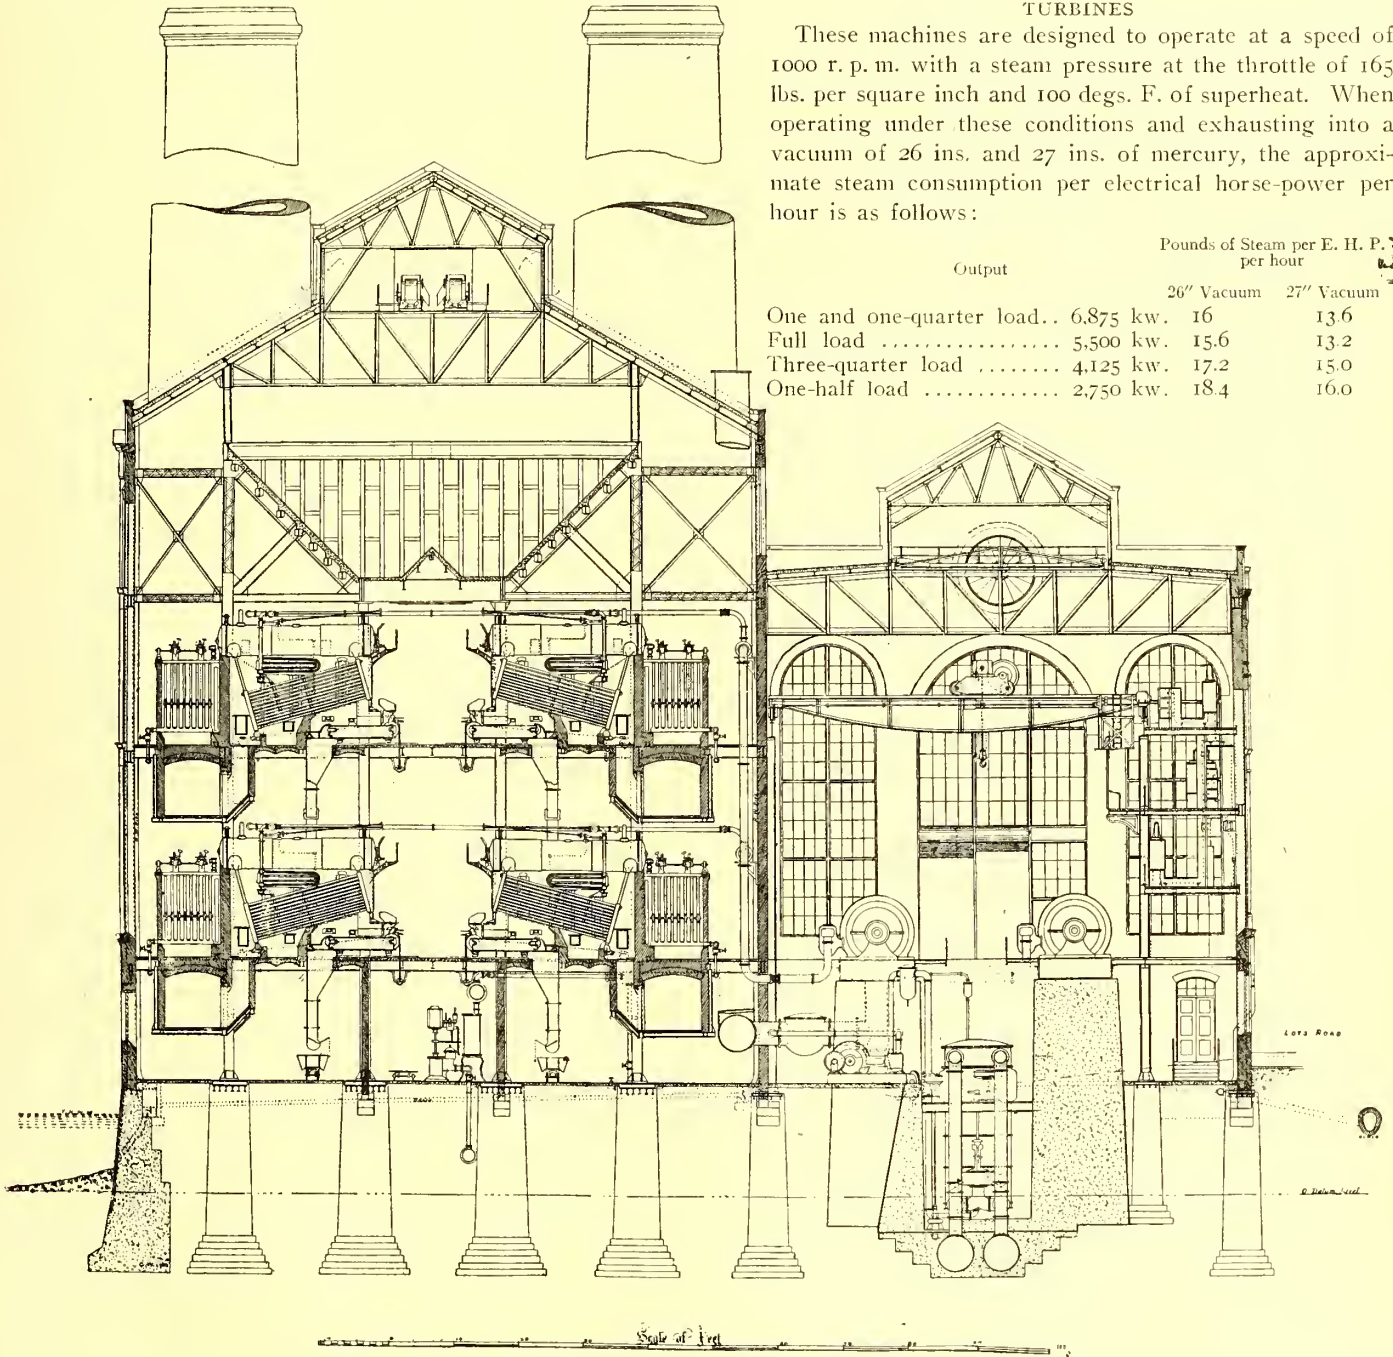 TURBINES
These machines are designed to operate at a speed of
1000 r. p. m. with a steam pressure at the throttle of 165
lbs. per square inch and 100 degs. F. of superheat. When
operating under these conditions and exhausting into a
vacuum of 26 ins. and 27 ins. of mercury, the approxi-
mate steam consumption per electrical horse-power per
hour is as follows:
Pounds of Steam per E. H. P.
Output per hour
26" Vacuum 27" Vacuum
One and one-quarter load.. 6,875 kw. 16 13.6
Full load ................ 5,500 kw. 15.6 13.2
Three-quarter load ........ 4,125 kw. 17.2 15.0
One-half load ............. 2,750 kw. 18.4 16.0
LOTS ROAD
O. Datum Level
Scale of Feet